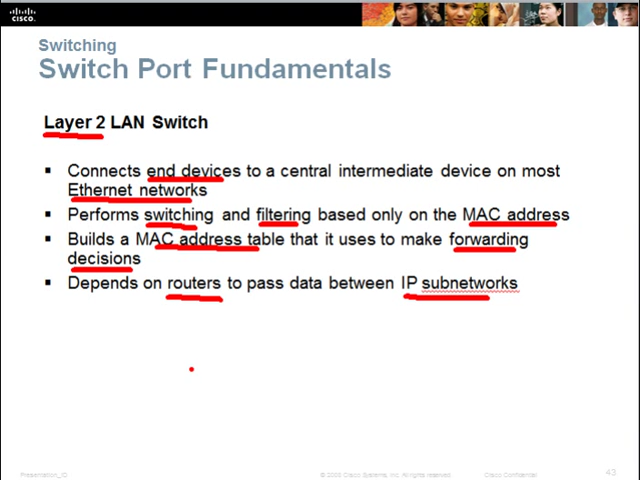 CISCO
Switching
Switch Port Fundamentals
Layer 2 LAN Switch
▪ Connects end devices to a central intermediate device on most
Ethernet networks
▪ Performs switching and filtering based only on the MAC address
▪ Builds a MAC address table that it uses to make forwarding
decisions
▪ Depends on routers to pass data between IP subnetworks
Presentation_ID
Cisco Systems, Inc. All rights reserved.
Cisco Confidential
43